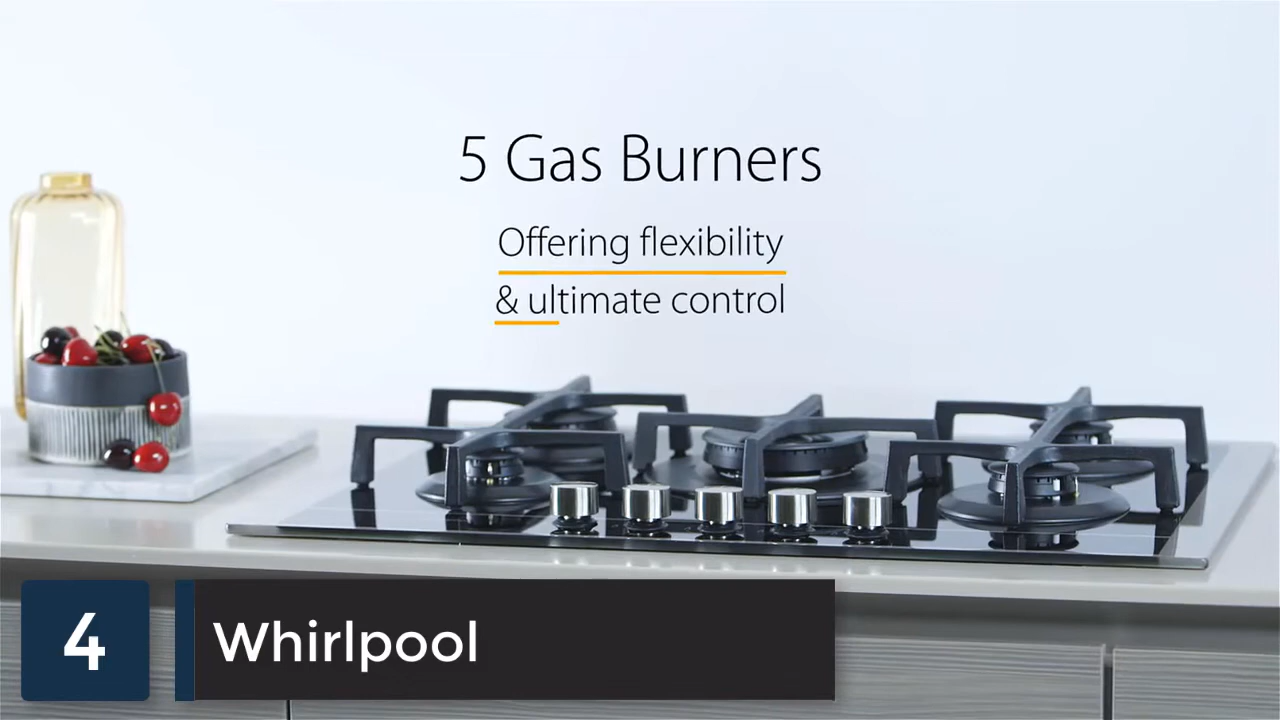 5 Gas Burners
Offering flexibility
& ultimate control
4
Whirlpool